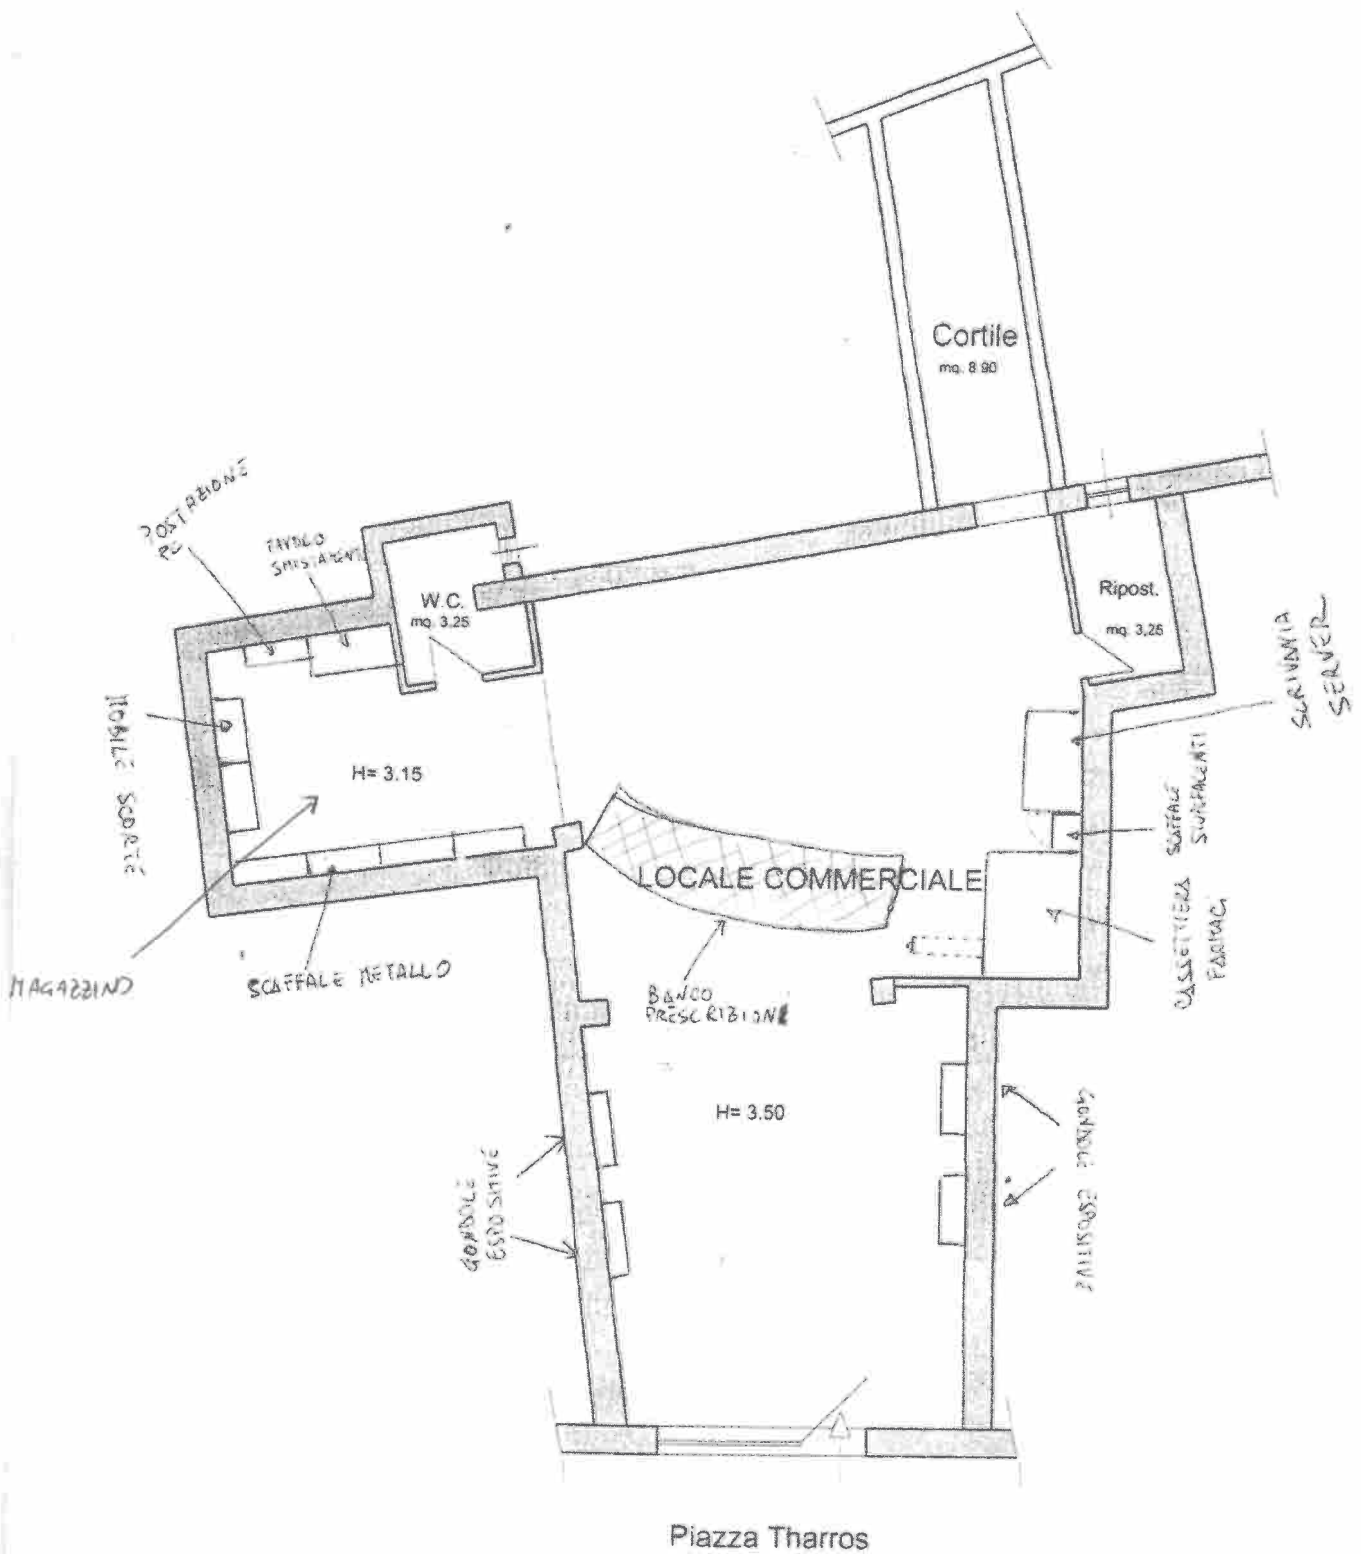 Cortile
mq. 8.90
POSTAZIONE
PC
TAVOLO
SMISTAMENTO
W.C.
mq. 3.25
Ripost.
mq. 3,25
SCRIVANIA
SERVER
MOBILE SCORTE
H= 3.15
SCAFFALE
STUPEFACENTI
LOCALE COMMERCIALE
CASSETTIERA
FARMACI
MAGAZZINO
SCAFFALE METALLO
BANCO
PRESCRIZIONE
H= 3.50
GONDOLE
ESPOSITIVE
GONDOLE ESPOSITIVE
Piazza Tharros